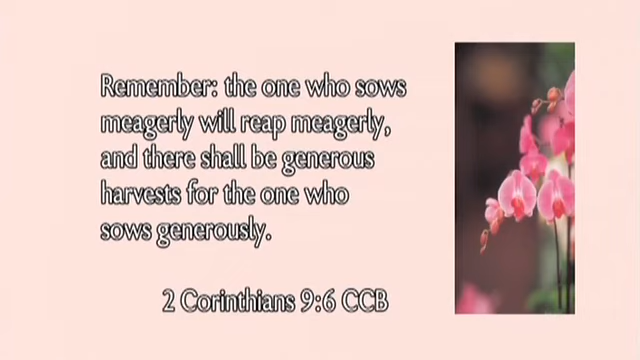 Remember: the one who sows
meagerly will reap meagerly,
and there shall be generous
harvests for the one who
sows generously.
2 Corinthians 9:6 CCB